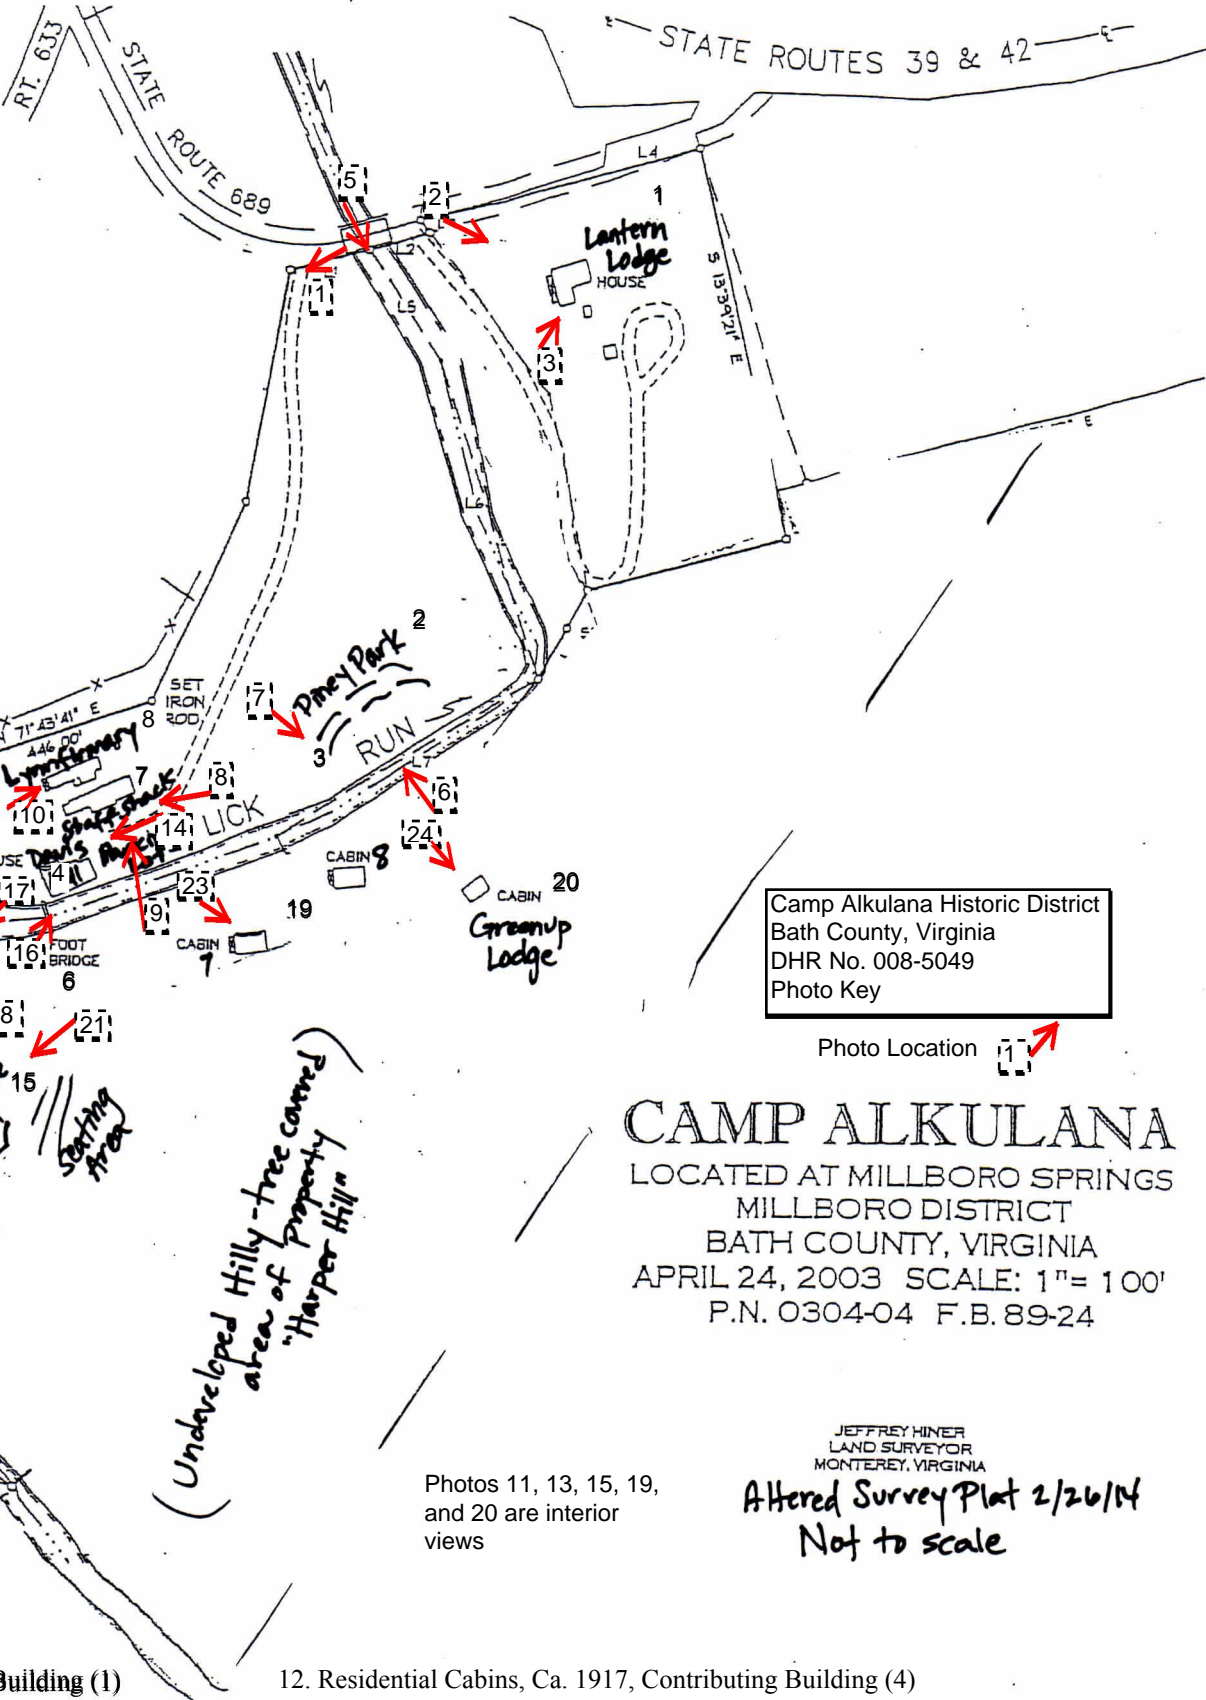 RT. 633
STATE ROUTE 689
STATE ROUTES 39 & 42
5
2
1
L4
1
Lantern
Lodge
HOUSE
L2
L5
3
S 13°39'21" E
E
L6
2
Piney Park
7
3
SET
IRON
ROD
8
71°43'41" E
446.00'
Lynnfirmary
7
8
10
Staff Shack
14
Davis
LICK
RUN
L7
6
24
4
11
17
23
CABIN 8
20
CABIN
Greenup
Lodge
19
9
CABIN
7
16
FOOT
BRIDGE
6
8
21
15
Seating
Area
Camp Alkulana Historic District
Bath County, Virginia
DHR No. 008-5049
Photo Key
Photo Location 1
CAMP ALKULANA
LOCATED AT MILLBORO SPRINGS
MILLBORO DISTRICT
BATH COUNTY, VIRGINIA
APRIL 24, 2003 SCALE: 1"= 100'
P.N. 0304-04 F.B. 89-24
(Undeveloped Hilly-tree covered
area of property
"Harper Hill")
JEFFREY HINER
LAND SURVEYOR
MONTEREY, VIRGINIA
Altered Survey Plat 2/26/14
Not to scale
Photos 11, 13, 15, 19,
and 20 are interior
views
Building (1)
12. Residential Cabins, Ca. 1917, Contributing Building (4)